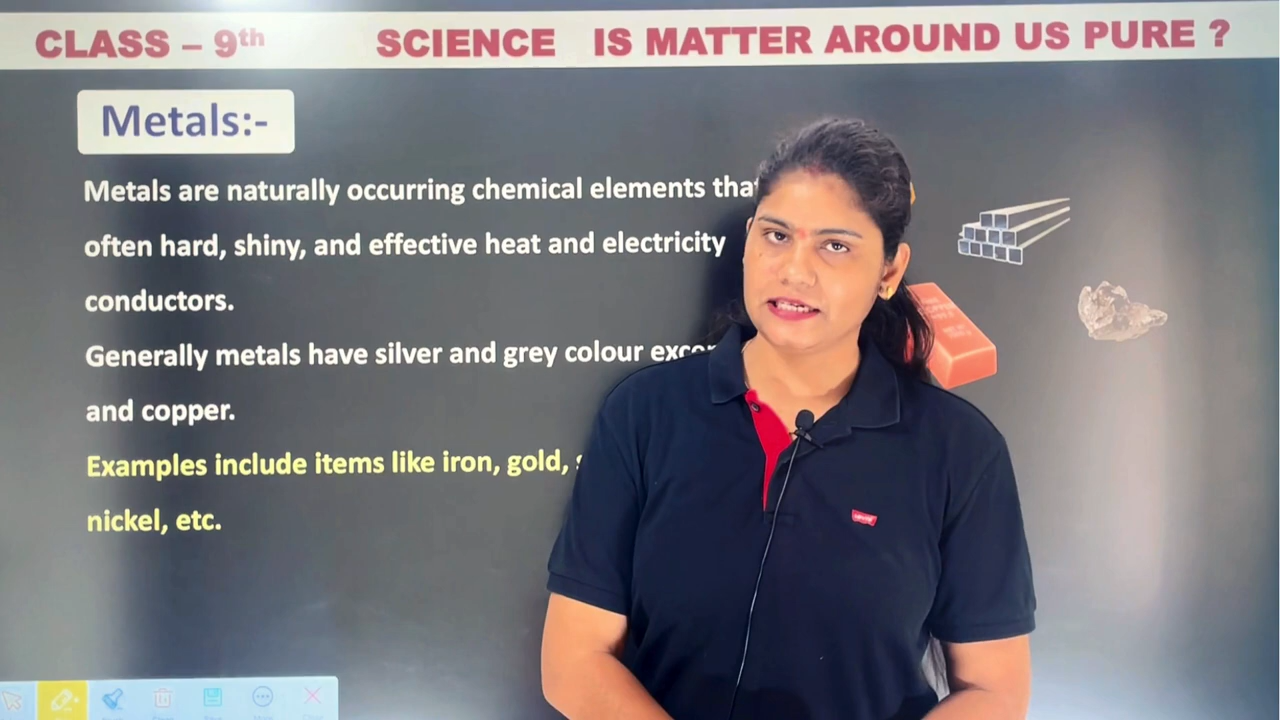 CLASS – 9th SCIENCE IS MATTER AROUND US PURE ?
Metals:-
Metals are naturally occurring chemical elements that
often hard, shiny, and effective heat and electricity
conductors.
Generally metals have silver and grey colour
and copper.
Examples include items like iron, gold,
nickel, etc.